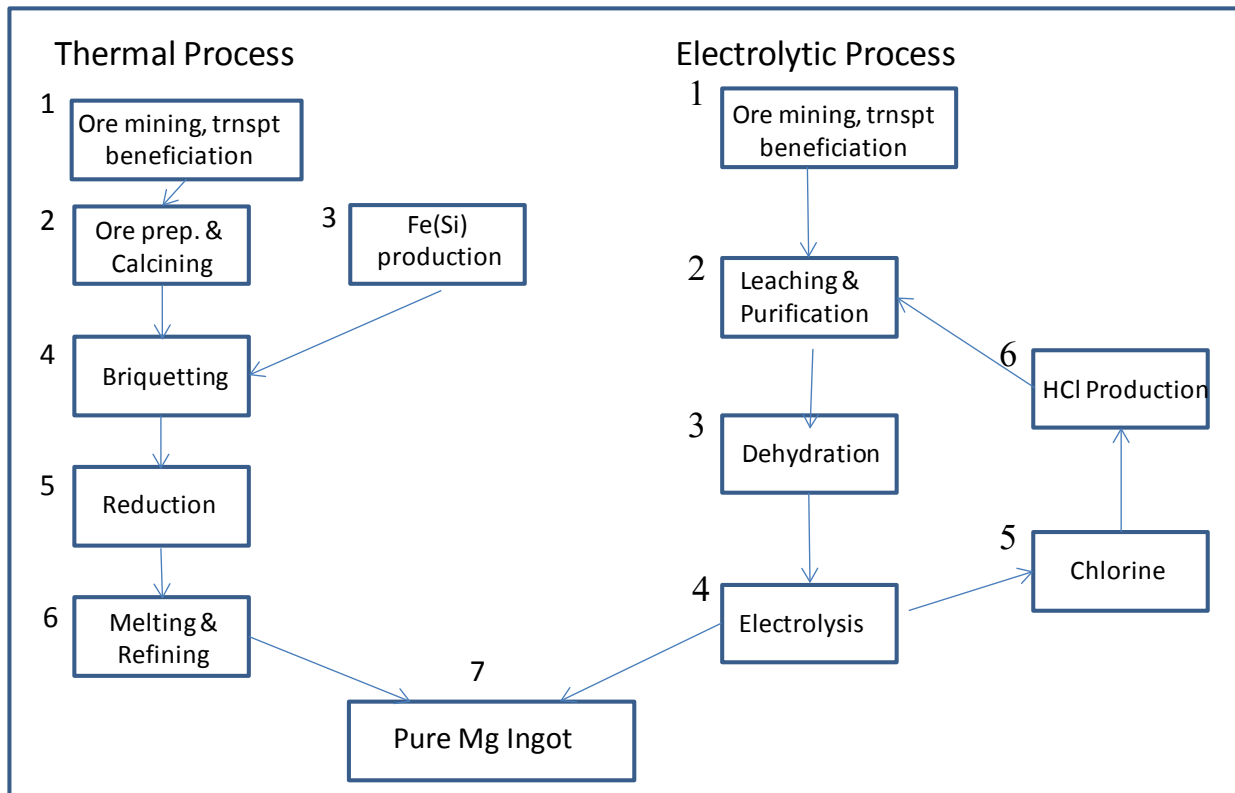 Thermal Process
1
Ore mining, trnspt
beneficiation
2
Ore prep. &
Calcining
3
Fe(Si)
production
4
Briquetting
5
Reduction
6
Melting &
Refining
Electrolytic Process
1
Ore mining, trnspt
beneficiation
2
Leaching &
Purification
3
Dehydration
4
Electrolysis
5
Chlorine
6
HCl Production
7
Pure Mg Ingot